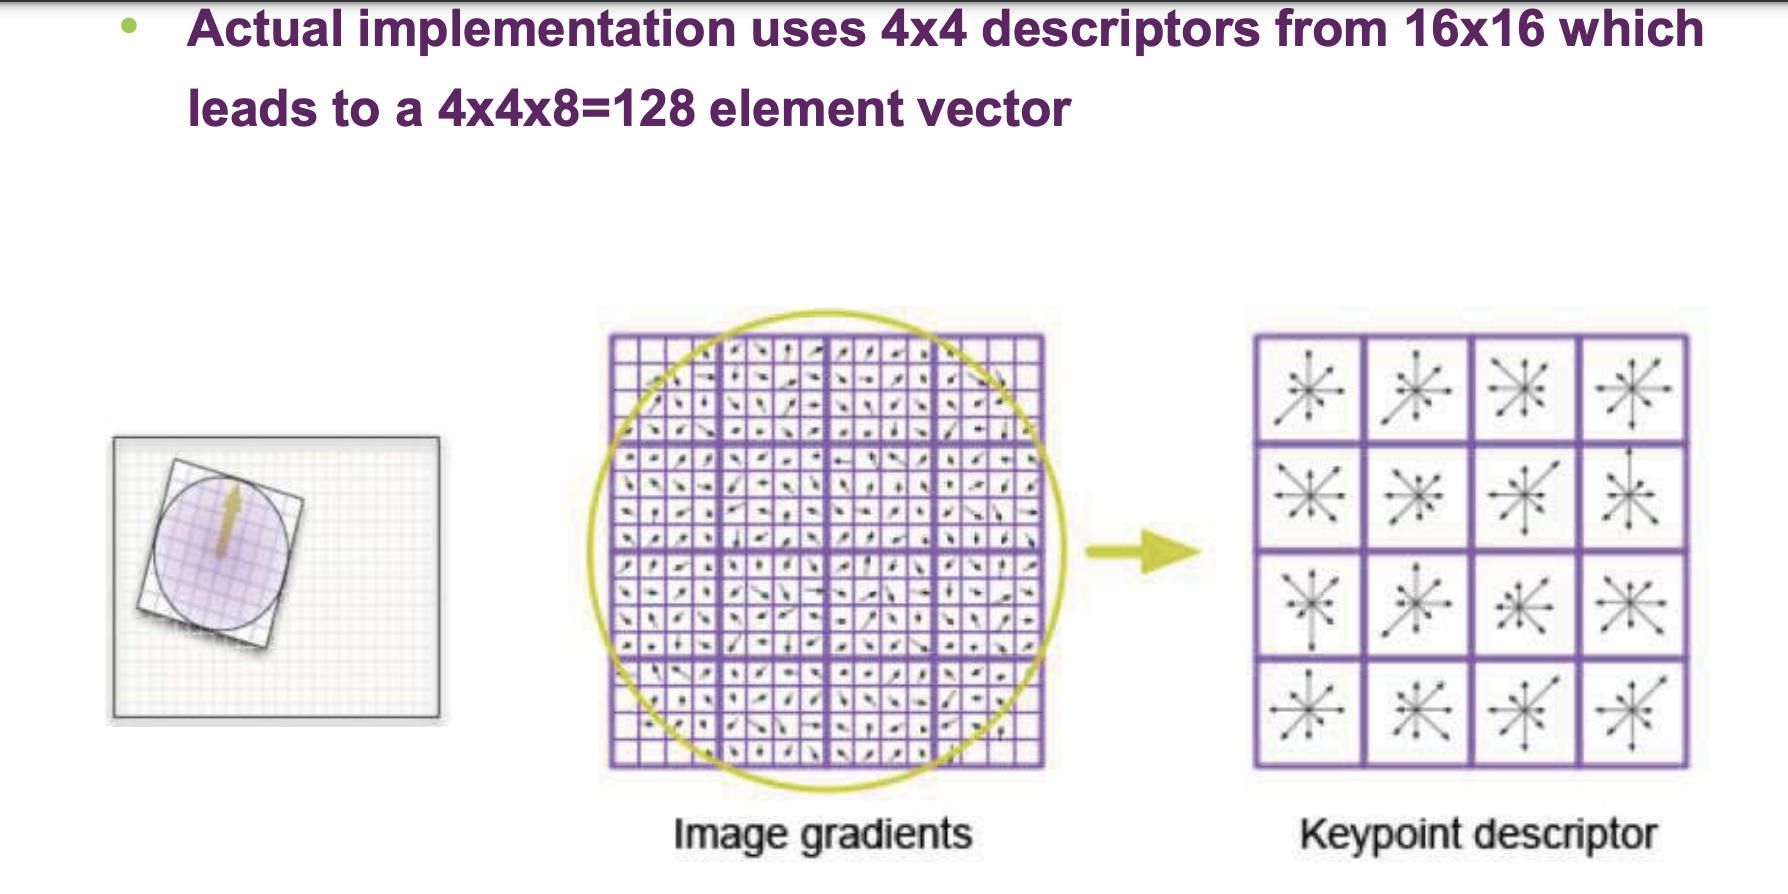 • Actual implementation uses 4x4 descriptors from 16x16 which
leads to a 4x4x8=128 element vector
Image gradients
Keypoint descriptor